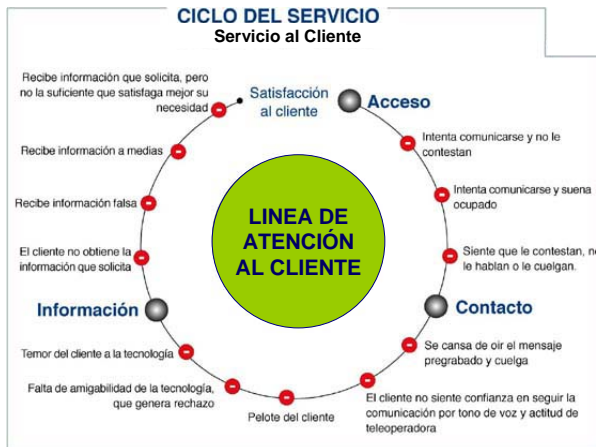 CICLO DEL SERVICIO
Servicio al Cliente
Satisfacción
al cliente
Acceso
Intenta comunicarse y no le
contestan
Intenta comunicarse y suena
ocupado
Siente que le contestan, no
le hablan o le cuelgan.
Contacto
Se cansa de oir el mensaje
pregrabado y cuelga
El cliente no siente confianza en seguir la
comunicación por tono de voz y actitud de
teleoperadora
Pelote del cliente
Falta de amigabilidad de la tecnología,
que genera rechazo
Temor del cliente a la tecnología
Información
El cliente no obtiene la
información que solicita
Recibe información falsa
Recibe información a medias
Recibe información que solicita, pero
no la suficiente que satisfaga mejor su
necesidad
LINEA DE
ATENCIÓN
AL CLIENTE